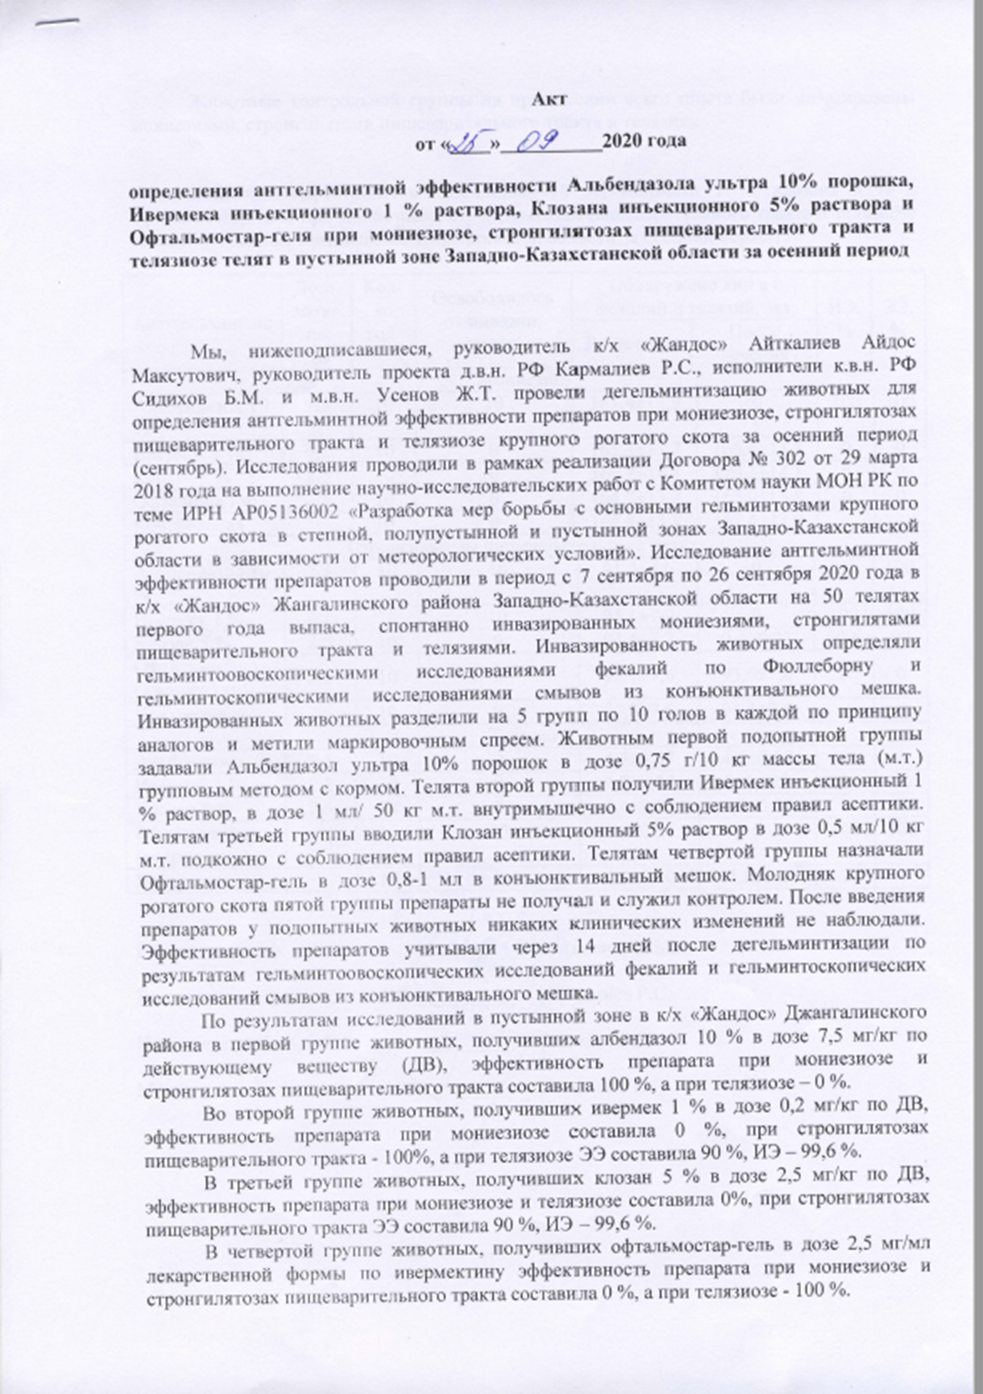 Акт
от «25» 09 2020 года
определения антгельминтной эффективности Альбендазола ультра 10% порошка,
Ивермека инъекционного 1 % раствора, Клозана инъекционного 5% раствора и
Офтальмостар-геля при мониезиозе, стронгилятозах пищеварительного тракта и
телязиозе телят в пустынной зоне Западно-Казахстанской области за осенний период
Мы, нижеподписавшиеся, руководитель к/х «Жандос» Айткалиев Айдос
Максутович, руководитель проекта д.в.н. РФ Кармалиев Р.С., исполнители к.в.н. РФ
Сидихов Б.М. и м.в.н. Усенов Ж.Т. провели дегельминтизацию животных для
определения антгельминтной эффективности препаратов при мониезиозе, стронгилятозах
пищеварительного тракта и телязиозе крупного рогатого скота за осенний период
(сентябрь). Исследования проводили в рамках реализации Договора № 302 от 29 марта
2018 года на выполнение научно-исследовательских работ с Комитетом науки МОН РК по
теме ИРН АР05136002 «Разработка мер борьбы с основными гельминтозами крупного
рогатого скота в степной, полупустынной и пустынной зонах Западно-Казахстанской
области в зависимости от метеорологических условий». Исследование антгельминтной
эффективности препаратов проводили в период с 7 сентября по 26 сентября 2020 года в
к/х «Жандос» Жангалинского района Западно-Казахстанской области на 50 телятах
первого года выпаса, спонтанно инвазированных мониезиями, стронгилятами
пищеварительного тракта и телязиями. Инвазированность животных определяли
гельминтоовоскопическими исследованиями фекалий по Фюллеборну и
гельминтоскопическими исследованиями смывов из конъюнктивального мешка.
Инвазированных животных разделили на 5 групп по 10 голов в каждой по принципу
аналогов и метили маркировочным спреем. Животным первой подопытной группы
задавали Альбендазол ультра 10% порошок в дозе 0,75 г/10 кг массы тела (м.т.)
групповым методом с кормом. Телята второй группы получили Ивермек инъекционный 1
% раствор, в дозе 1 мл/ 50 кг м.т. внутримышечно с соблюдением правил асептики.
Телятам третьей группы вводили Клозан инъекционный 5% раствор в дозе 0,5 мл/10 кг
м.т. подкожно с соблюдением правил асептики. Телятам четвертой группы назначали
Офтальмостар-гель в дозе 0,8-1 мл в конъюнктивальный мешок. Молодняк крупного
рогатого скота пятой группы препараты не получал и служил контролем. После введения
препаратов у подопытных животных никаких клинических изменений не наблюдали.
Эффективность препаратов учитывали через 14 дней после дегельминтизации по
результатам гельминтоовоскопических исследований фекалий и гельминтоскопических
исследований смывов из конъюнктивального мешка.
По результатам исследований в пустынной зоне в к/х «Жандос» Джангалинского
района в первой группе животных, получивших албендазол 10 % в дозе 7,5 мг/кг по
действующему веществу (ДВ), эффективность препарата при мониезиозе и
стронгилятозах пищеварительного тракта составила 100 %, а при телязиозе – 0 %.
Во второй группе животных, получивших ивермек 1 % в дозе 0,2 мг/кг по ДВ,
эффективность препарата при мониезиозе составила 0 %, при стронгилятозах
пищеварительного тракта - 100%, а при телязиозе ЭЭ составила 90 %, ИЭ – 99,6 %.
В третьей группе животных, получивших клозан 5 % в дозе 2,5 мг/кг по ДВ,
эффективность препарата при мониезиозе и телязиозе составила 0%, при стронгилятозах
пищеварительного тракта ЭЭ составила 90 %, ИЭ – 99,6 %.
В четвертой группе животных, получивших офтальмостар-гель в дозе 2,5 мг/мл
лекарственной формы по ивермектину эффективность препарата при мониезиозе и
стронгилятозах пищеварительного тракта составила 0 %, а при телязиозе - 100 %.